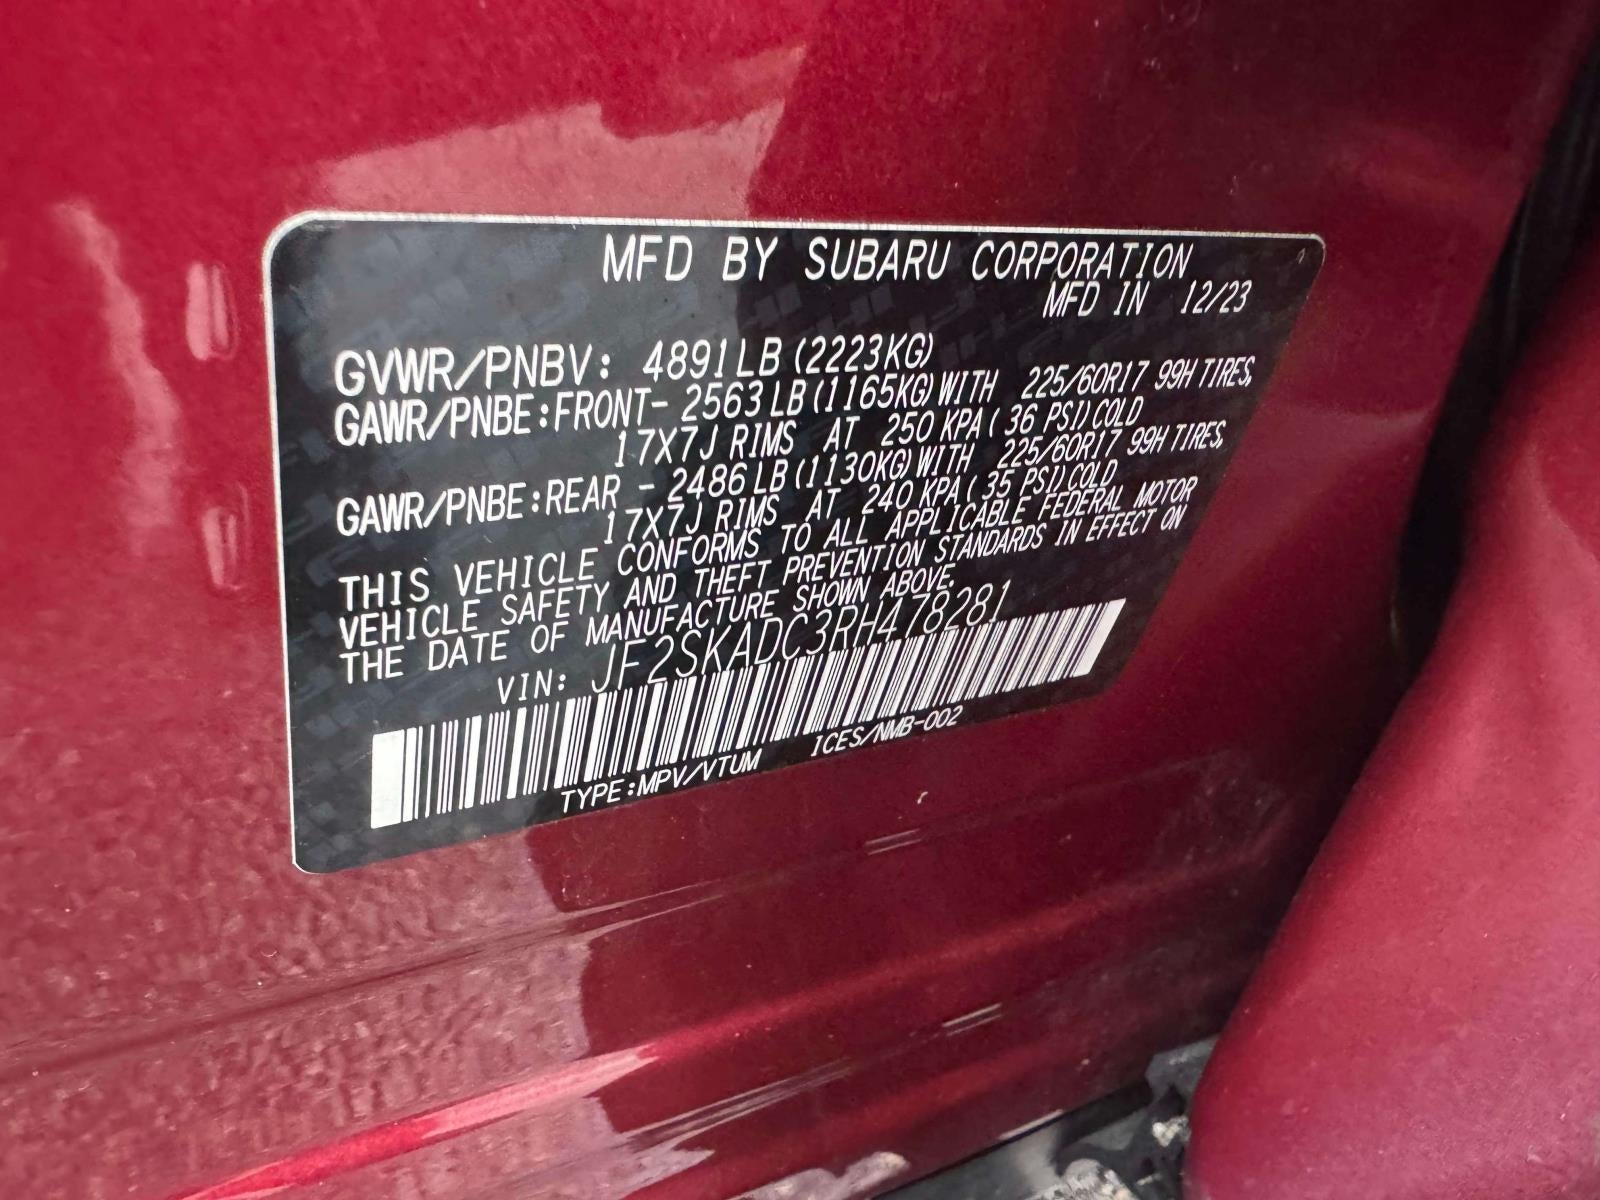 MFD BY SUBARU CORPORATION
MFD IN 12/23
GVWR/PNBV: 4891LB (2223KG)
GAWR/PNBE:FRONT- 2563LB (1165KG) WITH 225/60R17 99H TIRES,
17X7J RIMS AT 250 KPA ( 36 PSI) COLD
GAWR/PNBE:REAR - 2486LB (1130KG) WITH 225/60R17 99H TIRES,
17X7J RIMS AT 240 KPA ( 35 PSI) COLD
THIS VEHICLE CONFORMS TO ALL APPLICABLE FEDERAL MOTOR
VEHICLE SAFETY AND THEFT PREVENTION STANDARDS IN EFFECT ON
THE DATE OF MANUFACTURE SHOWN ABOVE.
VIN: JF2SKADC3RH478281
TYPE:MPV/VTUM ICES/NMB-002